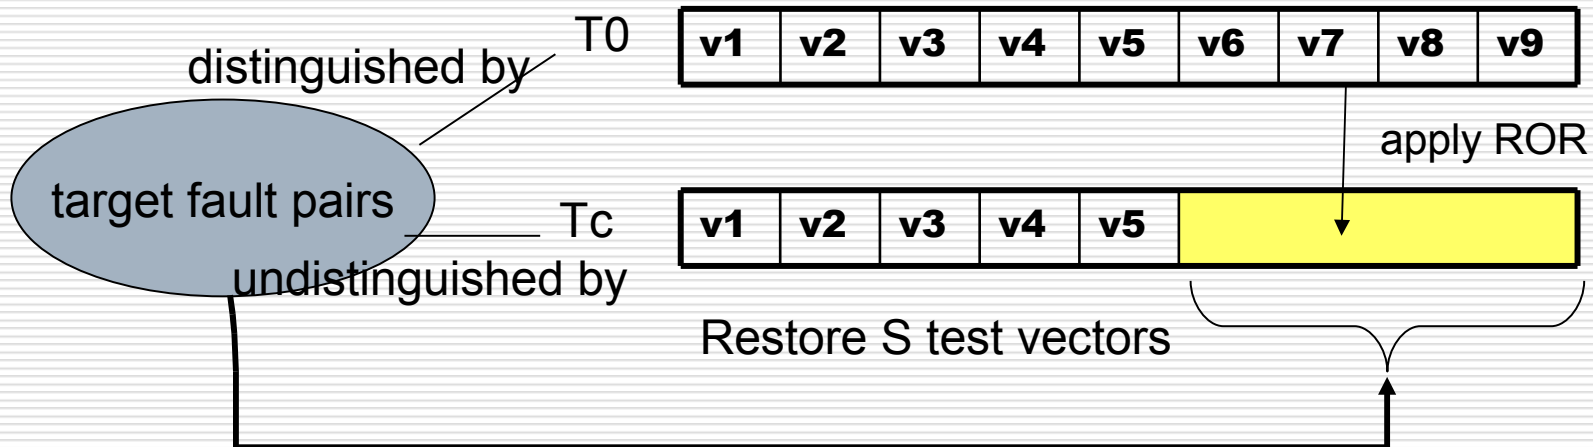 T0 v1 v2 v3 v4 v5 v6 v7 v8 v9
distinguished by
apply ROR
target fault pairs
Tc v1 v2 v3 v4 v5
undistinguished by
Restore S test vectors